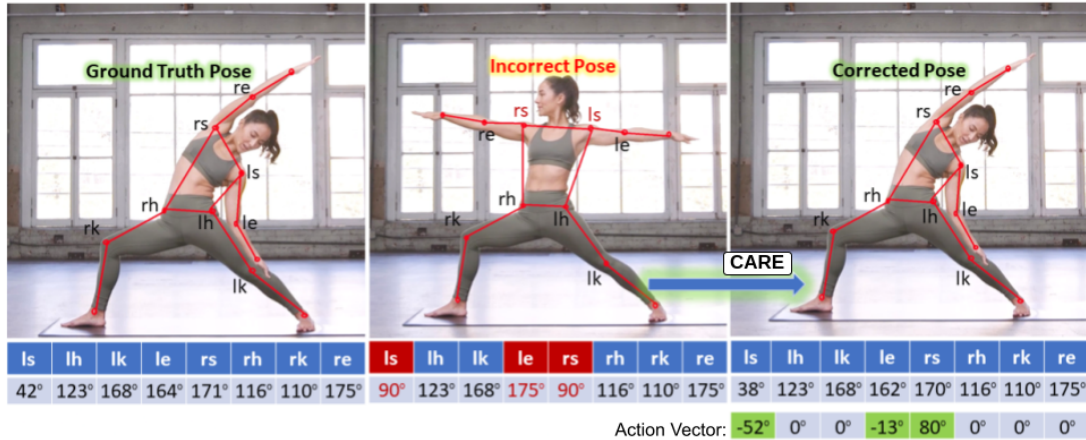 Ground Truth Pose
re
rs
ls
rh
lh
le
rk
lk
Incorrect Pose
rs
ls
re
le
rh
lh
rk
lk
CARE
Corrected Pose
re
rs
ls
rh
lh
le
rk
lk
ls lh lk le rs rh rk re
42° 123° 168° 164° 171° 116° 110° 175°
ls lh lk le rs rh rk re
90° 123° 168° 175° 90° 116° 110° 175°
ls lh lk le rs rh rk re
38° 123° 168° 162° 170° 116° 110° 175°
Action Vector: -52° 0° 0° -13° 80° 0° 0° 0°